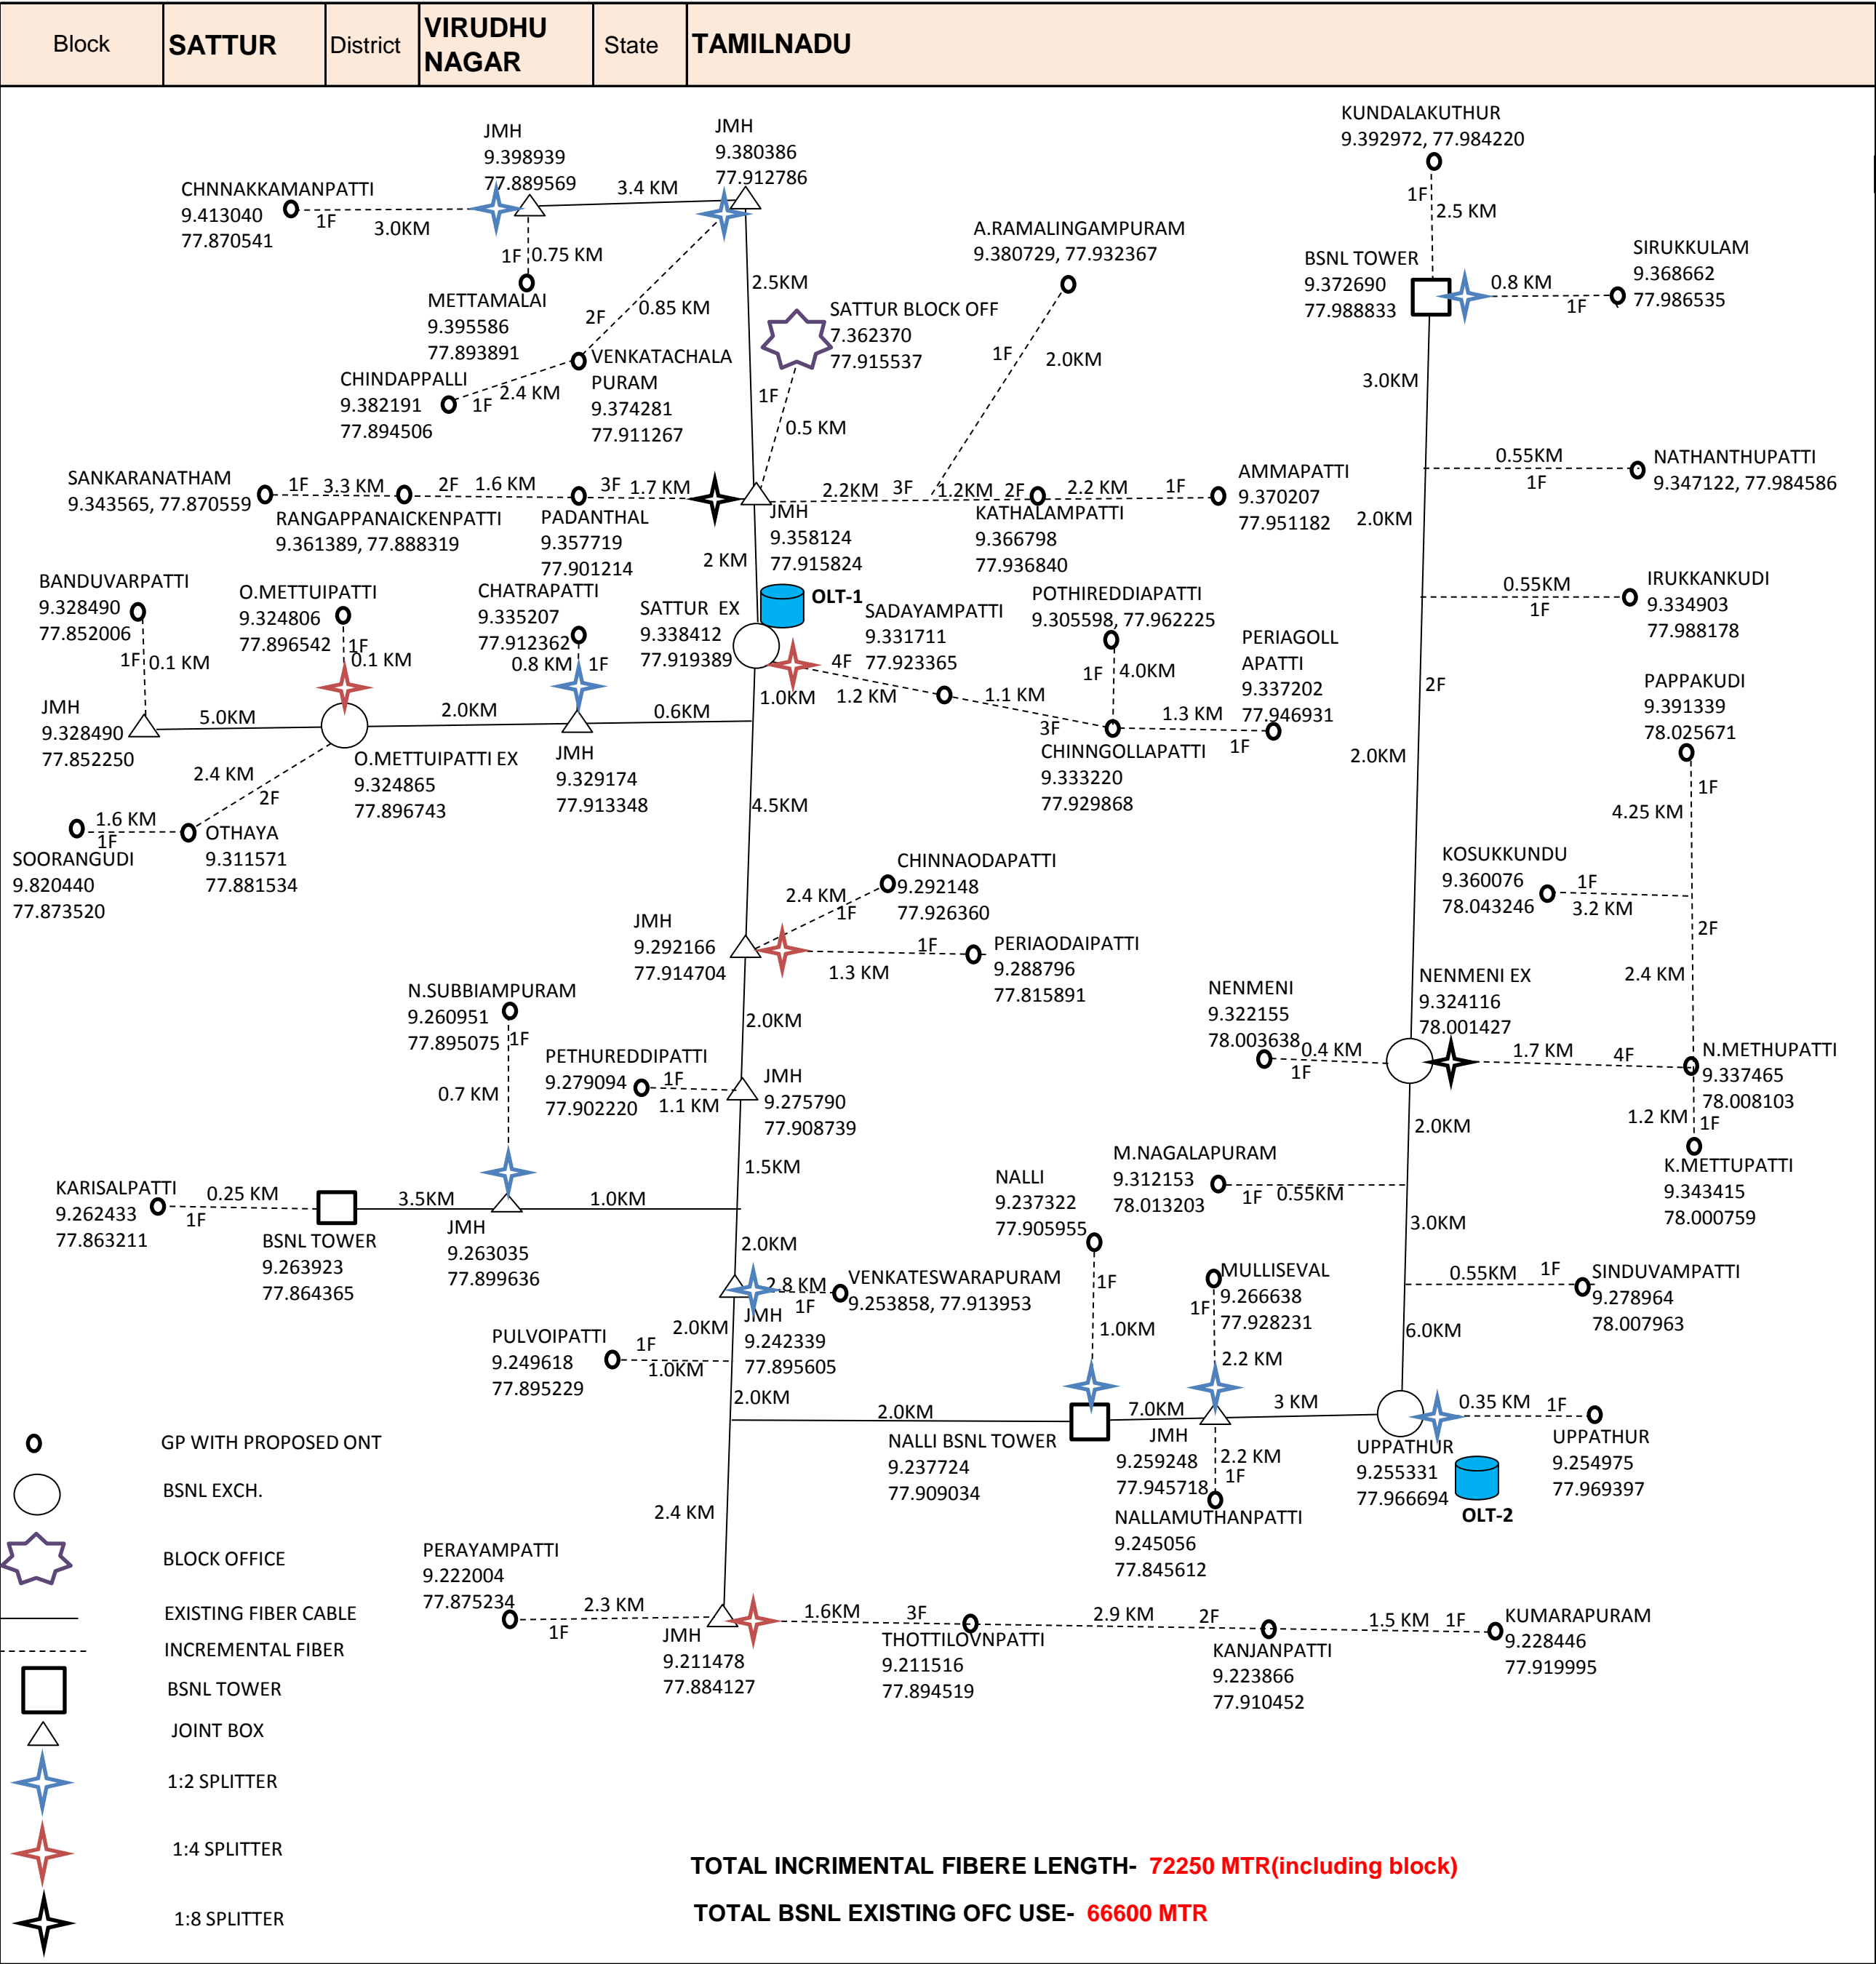 Block
SATTUR
District
VIRUDHU
NAGAR
State
TAMILNADU
JMH
9.398939
77.889569
JMH
9.380386
77.912786
KUNDALAKUTHUR
9.392972, 77.984220
CHNNAKKAMANPATTI
9.413040
77.870541
1F
3.0KM
3.4 KM
1F
0.75 KM
METTAMALAI
9.395586
77.893891
2F
0.85 KM
2.5KM
A.RAMALINGAMPURAM
9.380729, 77.932367
1F
2.0KM
1F
2.5 KM
BSNL TOWER
9.372690
77.988833
0.8 KM
1F
SIRUKKULAM
9.368662
77.986535
SATTUR BLOCK OFF
7.362370
77.915537
1F
0.5 KM
CHINDAPPALLI
9.382191
77.894506
1F
2.4 KM
VENKATACHALA
PURAM
9.374281
77.911267
3.0KM
SANKARANATHAM
9.343565, 77.870559
1F
3.3 KM
RANGAPPANAICKENPATTI
9.361389, 77.888319
2F
1.6 KM
PADANTHAL
9.357719
77.901214
3F
1.7 KM
JMH
9.358124
77.915824
2.2KM
3F
1.2KM
2F
KATHALAMPATTI
9.366798
77.936840
2.2 KM
1F
AMMAPATTI
9.370207
77.951182
0.55KM
1F
NATHANTHUPATTI
9.347122, 77.984586
2.0KM
2 KM
BANDUVARPATTI
9.328490
77.852006
1F
0.1 KM
O.METTUIPATTI
9.324806
77.896542
1F
0.1 KM
CHATRAPATTI
9.335207
77.912362
0.8 KM
1F
SATTUR  EX
9.338412
77.919389
OLT-1
SADAYAMPATTI
9.331711
77.923365
4F
1.2 KM
1.0KM
1.1 KM
POTHIREDDIAPATTI
9.305598, 77.962225
1F
4.0KM
PERIAGOLL
APATTI
9.337202
77.946931
1.3 KM
1F
3F
CHINNGOLLAPATTI
9.333220
77.929868
0.55KM
1F
IRUKKANKUDI
9.334903
77.988178
2F
2.0KM
JMH
9.328490
77.852250
5.0KM
2.0KM
0.6KM
O.METTUIPATTI EX
9.324865
77.896743
JMH
9.329174
77.913348
2.4 KM
2F
1.6 KM
1F
SOORANGUDI
9.820440
77.873520
OTHAYA
9.311571
77.881534
4.5KM
PAPPAKUDI
9.391339
78.025671
1F
4.25 KM
KOSUKKUNDU
9.360076
78.043246
1F
3.2 KM
2F
2.4 KM
CHINNAODAPATTI
9.292148
77.926360
2.4 KM
1F
JMH
9.292166
77.914704
1F
1.3 KM
PERIAODAIPATTI
9.288796
77.815891
NENMENI
9.322155
78.003638
0.4 KM
1F
NENMENI EX
9.324116
78.001427
1.7 KM
4F
N.METHUPATTI
9.337465
78.008103
1.2 KM
1F
K.METTUPATTI
9.343415
78.000759
N.SUBBIAMPURAM
9.260951
77.895075
1F
0.7 KM
2.0KM
PETHUREDDIPATTI
9.279094
77.902220
1F
1.1 KM
JMH
9.275790
77.908739
1.5KM
2.0KM
M.NAGALAPURAM
9.312153
78.013203
1F
0.55KM
NALLI
9.237322
77.905955
1F
1.0KM
KARISALPATTI
9.262433
77.863211
0.25 KM
1F
BSNL TOWER
9.263923
77.864365
3.5KM
JMH
9.263035
77.899636
1.0KM
2.0KM
3.0KM
2.8 KM
1F
VENKATESWARAPURAM
9.253858, 77.913953
MULLISEVAL
9.266638
77.928231
1F
2.2 KM
0.55KM
1F
SINDUVAMPATTI
9.278964
78.007963
6.0KM
PULVOIPATTI
9.249618
77.895229
1F
1.0KM
2.0KM
JMH
9.242339
77.895605
2.0KM
2.0KM
NALLI BSNL TOWER
9.237724
77.909034
7.0KM
JMH
9.259248
77.945718
2.2 KM
1F
NALLAMUTHANPATTI
9.245056
77.845612
3 KM
UPPATHUR
9.255331
77.966694
OLT-2
0.35 KM
1F
UPPATHUR
9.254975
77.969397
2.4 KM
PERAYAMPATTI
9.222004
77.875234
1F
2.3 KM
JMH
9.211478
77.884127
1.6KM
3F
THOTTILOVNPATTI
9.211516
77.894519
2.9 KM
2F
KANJANPATTI
9.223866
77.910452
1.5 KM
1F
KUMARAPURAM
9.228446
77.919995
GP WITH PROPOSED ONT
BSNL EXCH.
BLOCK OFFICE
EXISTING FIBER CABLE
INCREMENTAL FIBER
BSNL TOWER
JOINT BOX
1:2 SPLITTER
1:4 SPLITTER
1:8 SPLITTER
TOTAL INCRIMENTAL FIBERE LENGTH-  72250 MTR(including block)
TOTAL BSNL EXISTING OFC USE-  66600 MTR